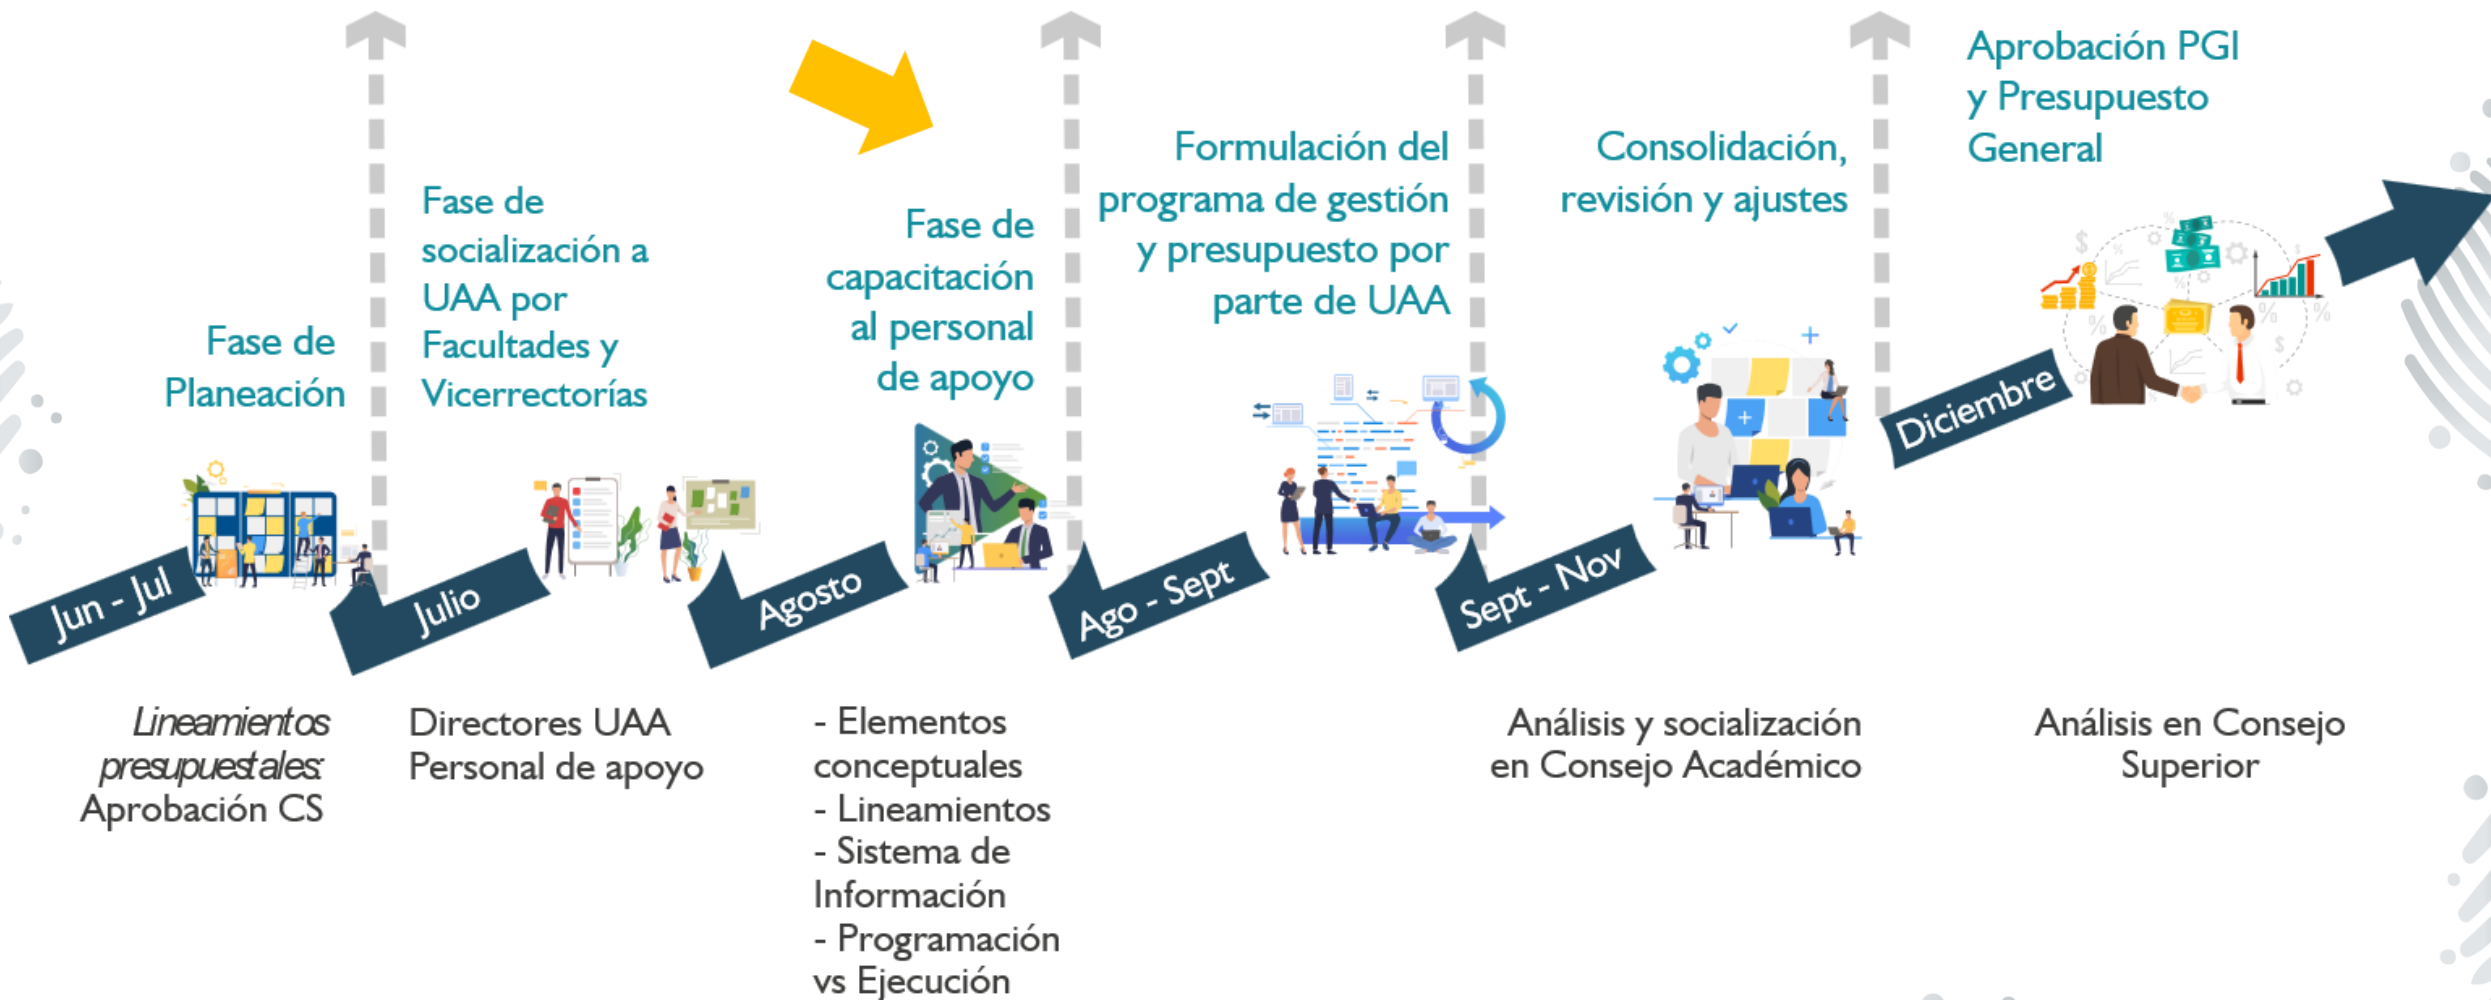 Fase de
Planeación
Jun - Jul
Lineamientos
presupuestales:
Aprobación CS
Fase de
socialización a
UAA por
Facultades y
Vicerrectorías
Julio
Directores UAA
Personal de apoyo
Fase de
capacitación
al personal
de apoyo
Agosto
- Elementos
conceptuales
- Lineamientos
- Sistema de
Información
- Programación
vs Ejecución
Formulación del
programa de gestión
y presupuesto por
parte de UAA
Ago - Sept
Consolidación,
revisión y ajustes
Sept - Nov
Análisis y socialización
en Consejo Académico
Aprobación PGI
y Presupuesto
General
Diciembre
Análisis en Consejo
Superior